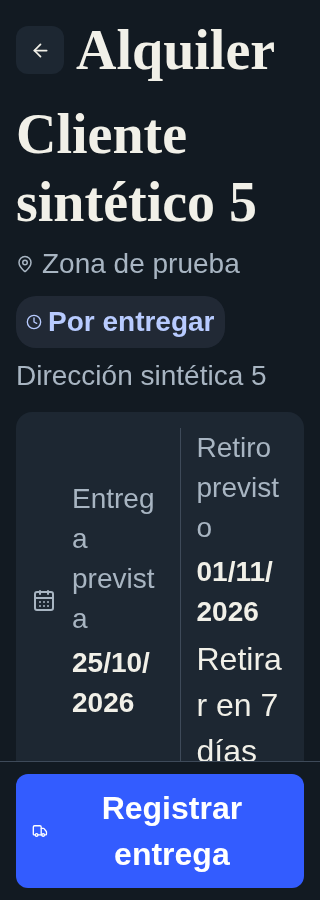 Alquiler
Cliente
sintético 5
Zona de prueba
Por entregar
Dirección sintética 5
Entreg
a
previst
a
25/10/
2026
Retiro
previst
o
01/11/
2026
Retira
r en 7
días
Registrar
entrega